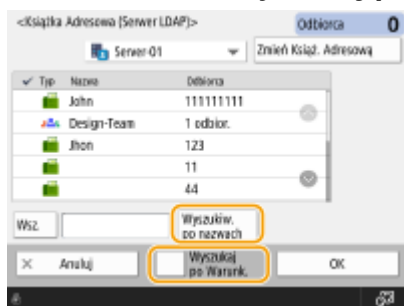 <Książka Adresowa (Serwer LDAP)>
Odbiorca 0
Serwer-01
Zmień Książ. Adresową
Typ Nazwa Odbiorca
John 111111111
Design-Team 1 odbior.
Jhon 123
11
44
Wsz.
Wyszukiw.
po nazwach
Anuluj
Wyszukaj
po Warunk.
OK